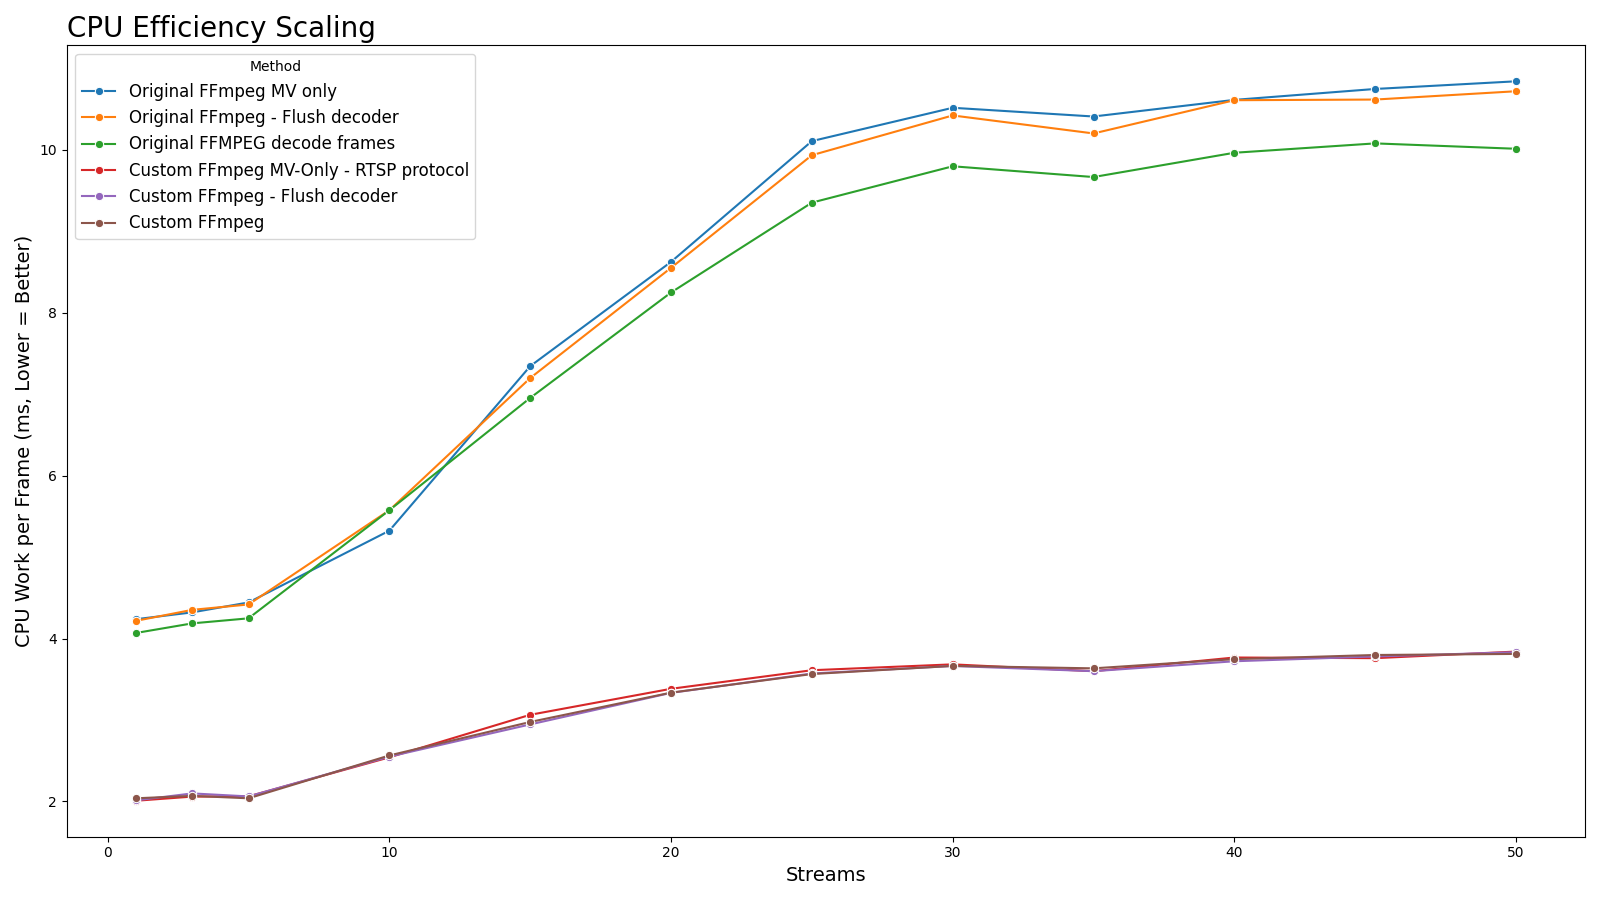 CPU Efficiency Scaling
Method
Original FFmpeg MV only
Original FFmpeg - Flush decoder
Original FFMPEG decode frames
Custom FFmpeg MV-Only - RTSP protocol
Custom FFmpeg - Flush decoder
Custom FFmpeg
CPU Work per Frame (ms, Lower = Better)
10
8
6
4
2
0
10
20
30
40
50
Streams